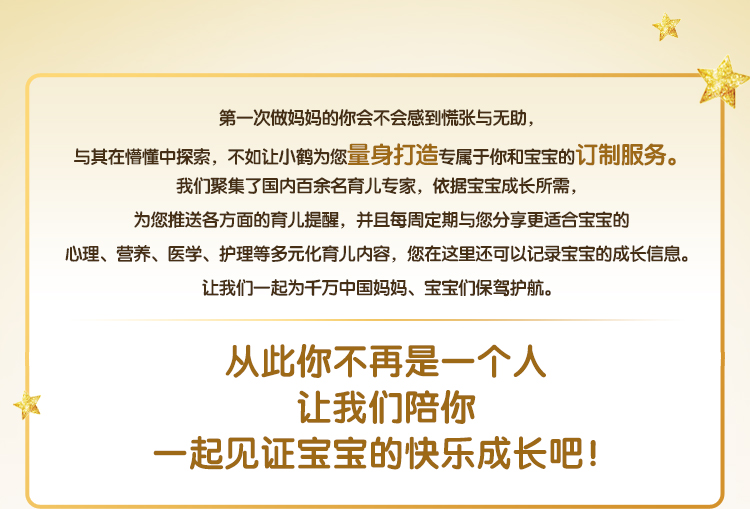 第一次做妈妈的你会不会感到慌张与无助，
与其在懵懂中探索，不如让小鹤为您量身打造专属于你和宝宝的订制服务。
我们聚集了国内百余名育儿专家，依据宝宝成长所需，
为您推送各方面的育儿提醒，并且每周定期与您分享更适合宝宝的
心理、营养、医学、护理等多元化育儿内容，您在这里还可以记录宝宝的成长信息。
让我们一起为千万中国妈妈、宝宝们保驾护航。
从此你不再是一个人
让我们陪你
一起见证宝宝的快乐成长吧！